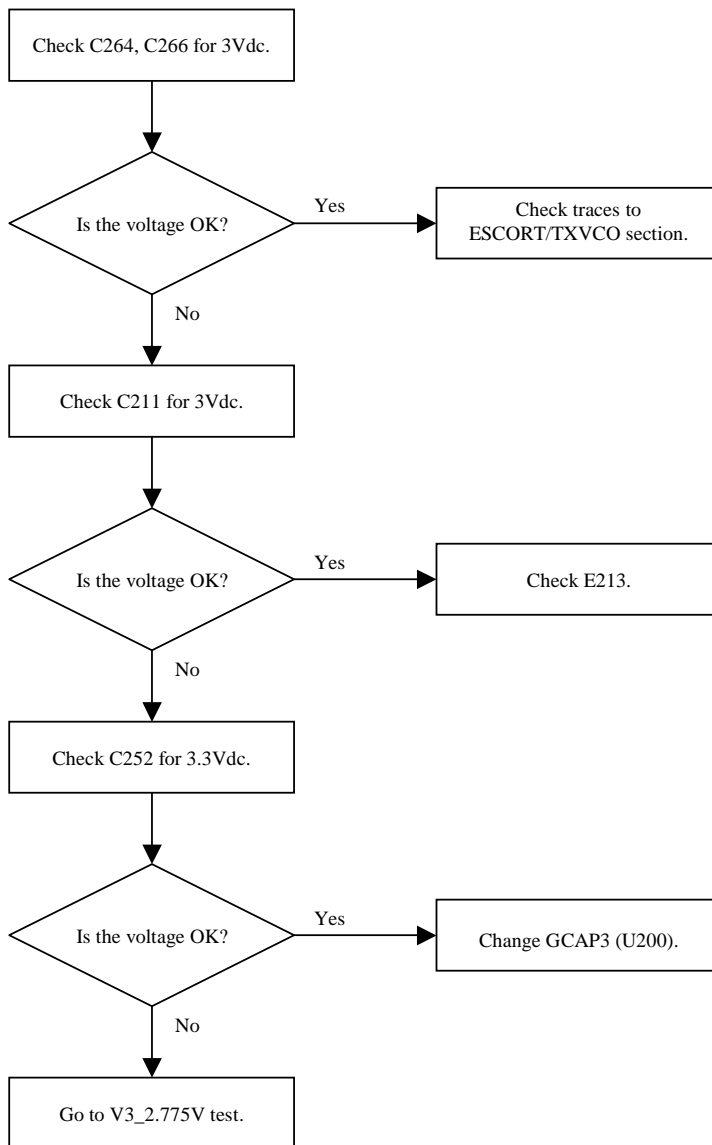 Check C264, C266 for 3Vdc.
Is the voltage OK?
Yes
Check traces to
ESCORT/TXVCO section.
No
Check C211 for 3Vdc.
Is the voltage OK?
Yes
Check E213.
No
Check C252 for 3.3Vdc.
Is the voltage OK?
Yes
Change GCAP3 (U200).
No
Go to V3_2.775V test.